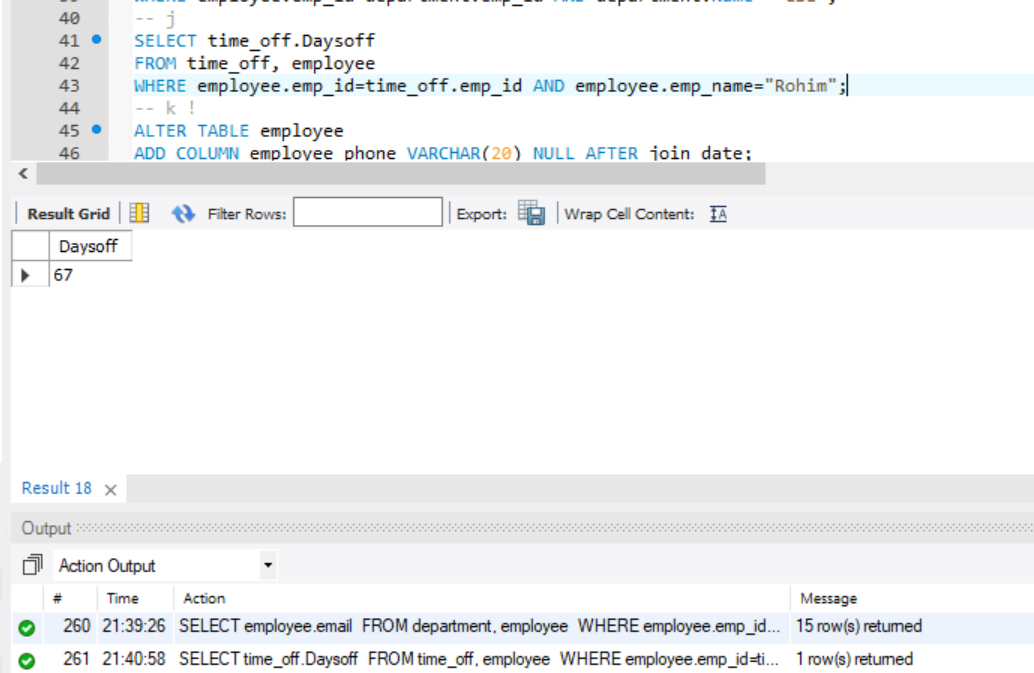 40 -- j
41 SELECT time_off.Daysoff
42 FROM time_off, employee
43 WHERE employee.emp_id=time_off.emp_id AND employee.emp_name="Rohim";
44 -- k !
45 ALTER TABLE employee
46 ADD COLUMN employee_phone VARCHAR(20) NULL AFTER join_date;
Result Grid Filter Rows: Export: Wrap Cell Content: IA
Daysoff
67
Result 18
Output
Action Output
# Time Action Message
260 21:39:26 SELECT employee.email FROM department, employee WHERE employee.emp_id... 15 row(s) returned
261 21:40:58 SELECT time_off.Daysoff FROM time_off, employee WHERE employee.emp_id=ti... 1 row(s) returned